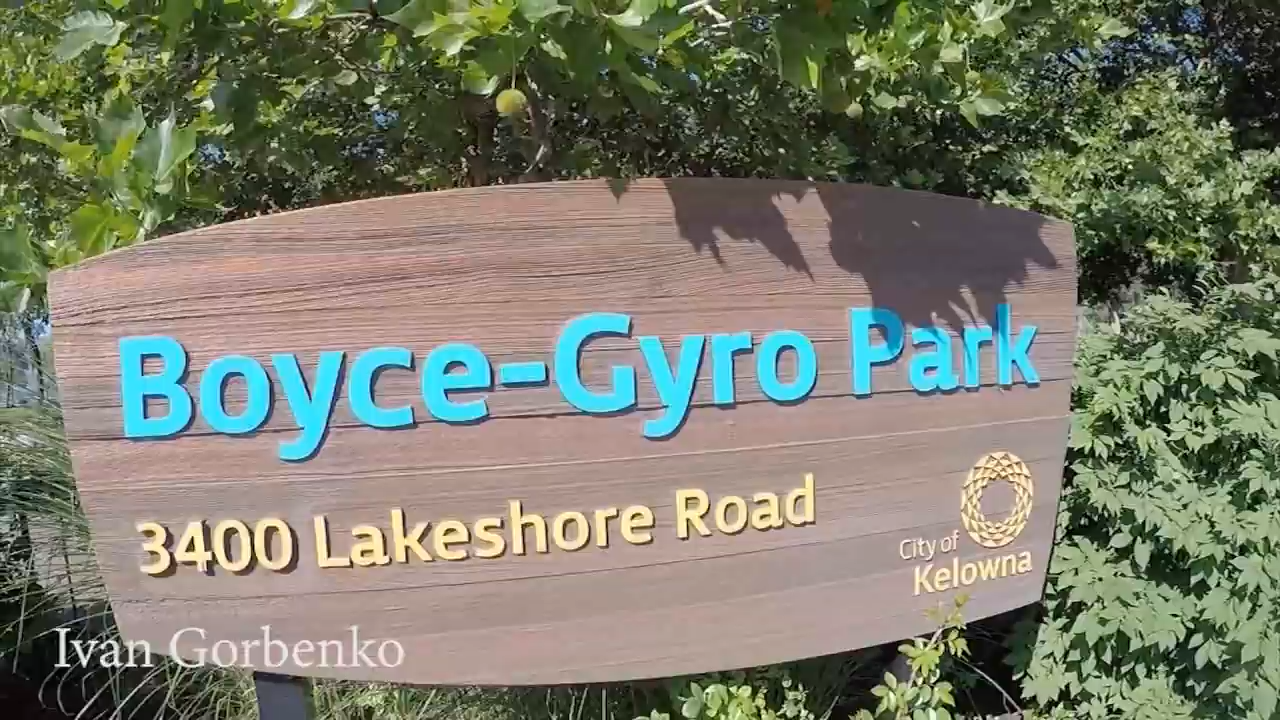 Boyce-Gyro Park
3400 Lakeshore Road
City of
Kelowna
Ivan Gorbenko